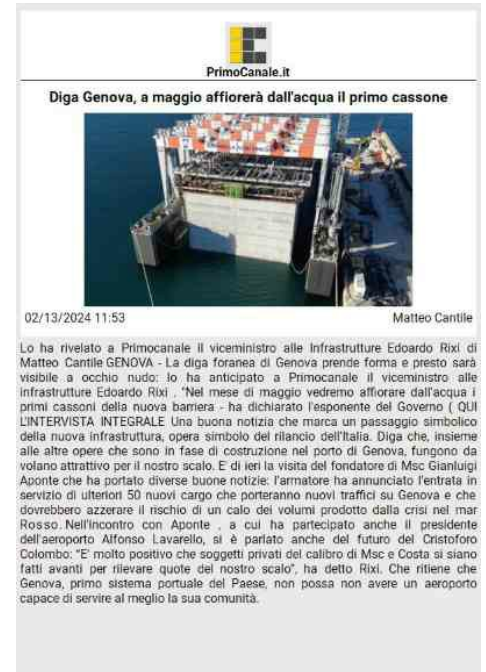 PrimoCanale.it
Diga Genova, a maggio affiorerà dall'acqua il primo cassone
02/13/2024 11:53
Matteo Cantile
Lo ha rivelato a Primocanale il viceministro alle Infrastrutture Edoardo Rixi di
Matteo Cantile GENOVA - La diga foranea di Genova prende forma e presto sarà
visibile a occhio nudo: lo ha anticipato a Primocanale il viceministro alle
infrastrutture Edoardo Rixi . "Nel mese di maggio vedremo affiorare dall'acqua i
primi cassoni della nuova barriera - ha dichiarato l'esponente del Governo ( QUI
L'INTERVISTA INTEGRALE Una buona notizia che marca un passaggio simbolico
della nuova infrastruttura, opera simbolo del rilancio dell'Italia. Diga che, insieme
alle altre opere che sono in fase di costruzione nel porto di Genova, fungono da
volano attrattivo per il nostro scalo. E' di ieri la visita del fondatore di Msc Gianluigi
Aponte che ha portato diverse buone notizie: l'armatore ha annunciato l'entrata in
servizio di ulteriori 50 nuovi cargo che porteranno nuovi traffici su Genova e che
dovrebbero azzerare il rischio di un calo dei volumi prodotto dalla crisi nel mar
Rosso. Nell'incontro con Aponte , a cui ha partecipato anche il presidente
dell'aeroporto Alfonso Lavarello, si è parlato anche del futuro del Cristoforo
Colombo: "E' molto positivo che soggetti privati del calibro di Msc e Costa si siano
fatti avanti per rilevare quote del nostro scalo", ha detto Rixi. Che ritiene che
Genova, primo sistema portuale del Paese, non possa non avere un aeroporto
capace di servire al meglio la sua comunità.